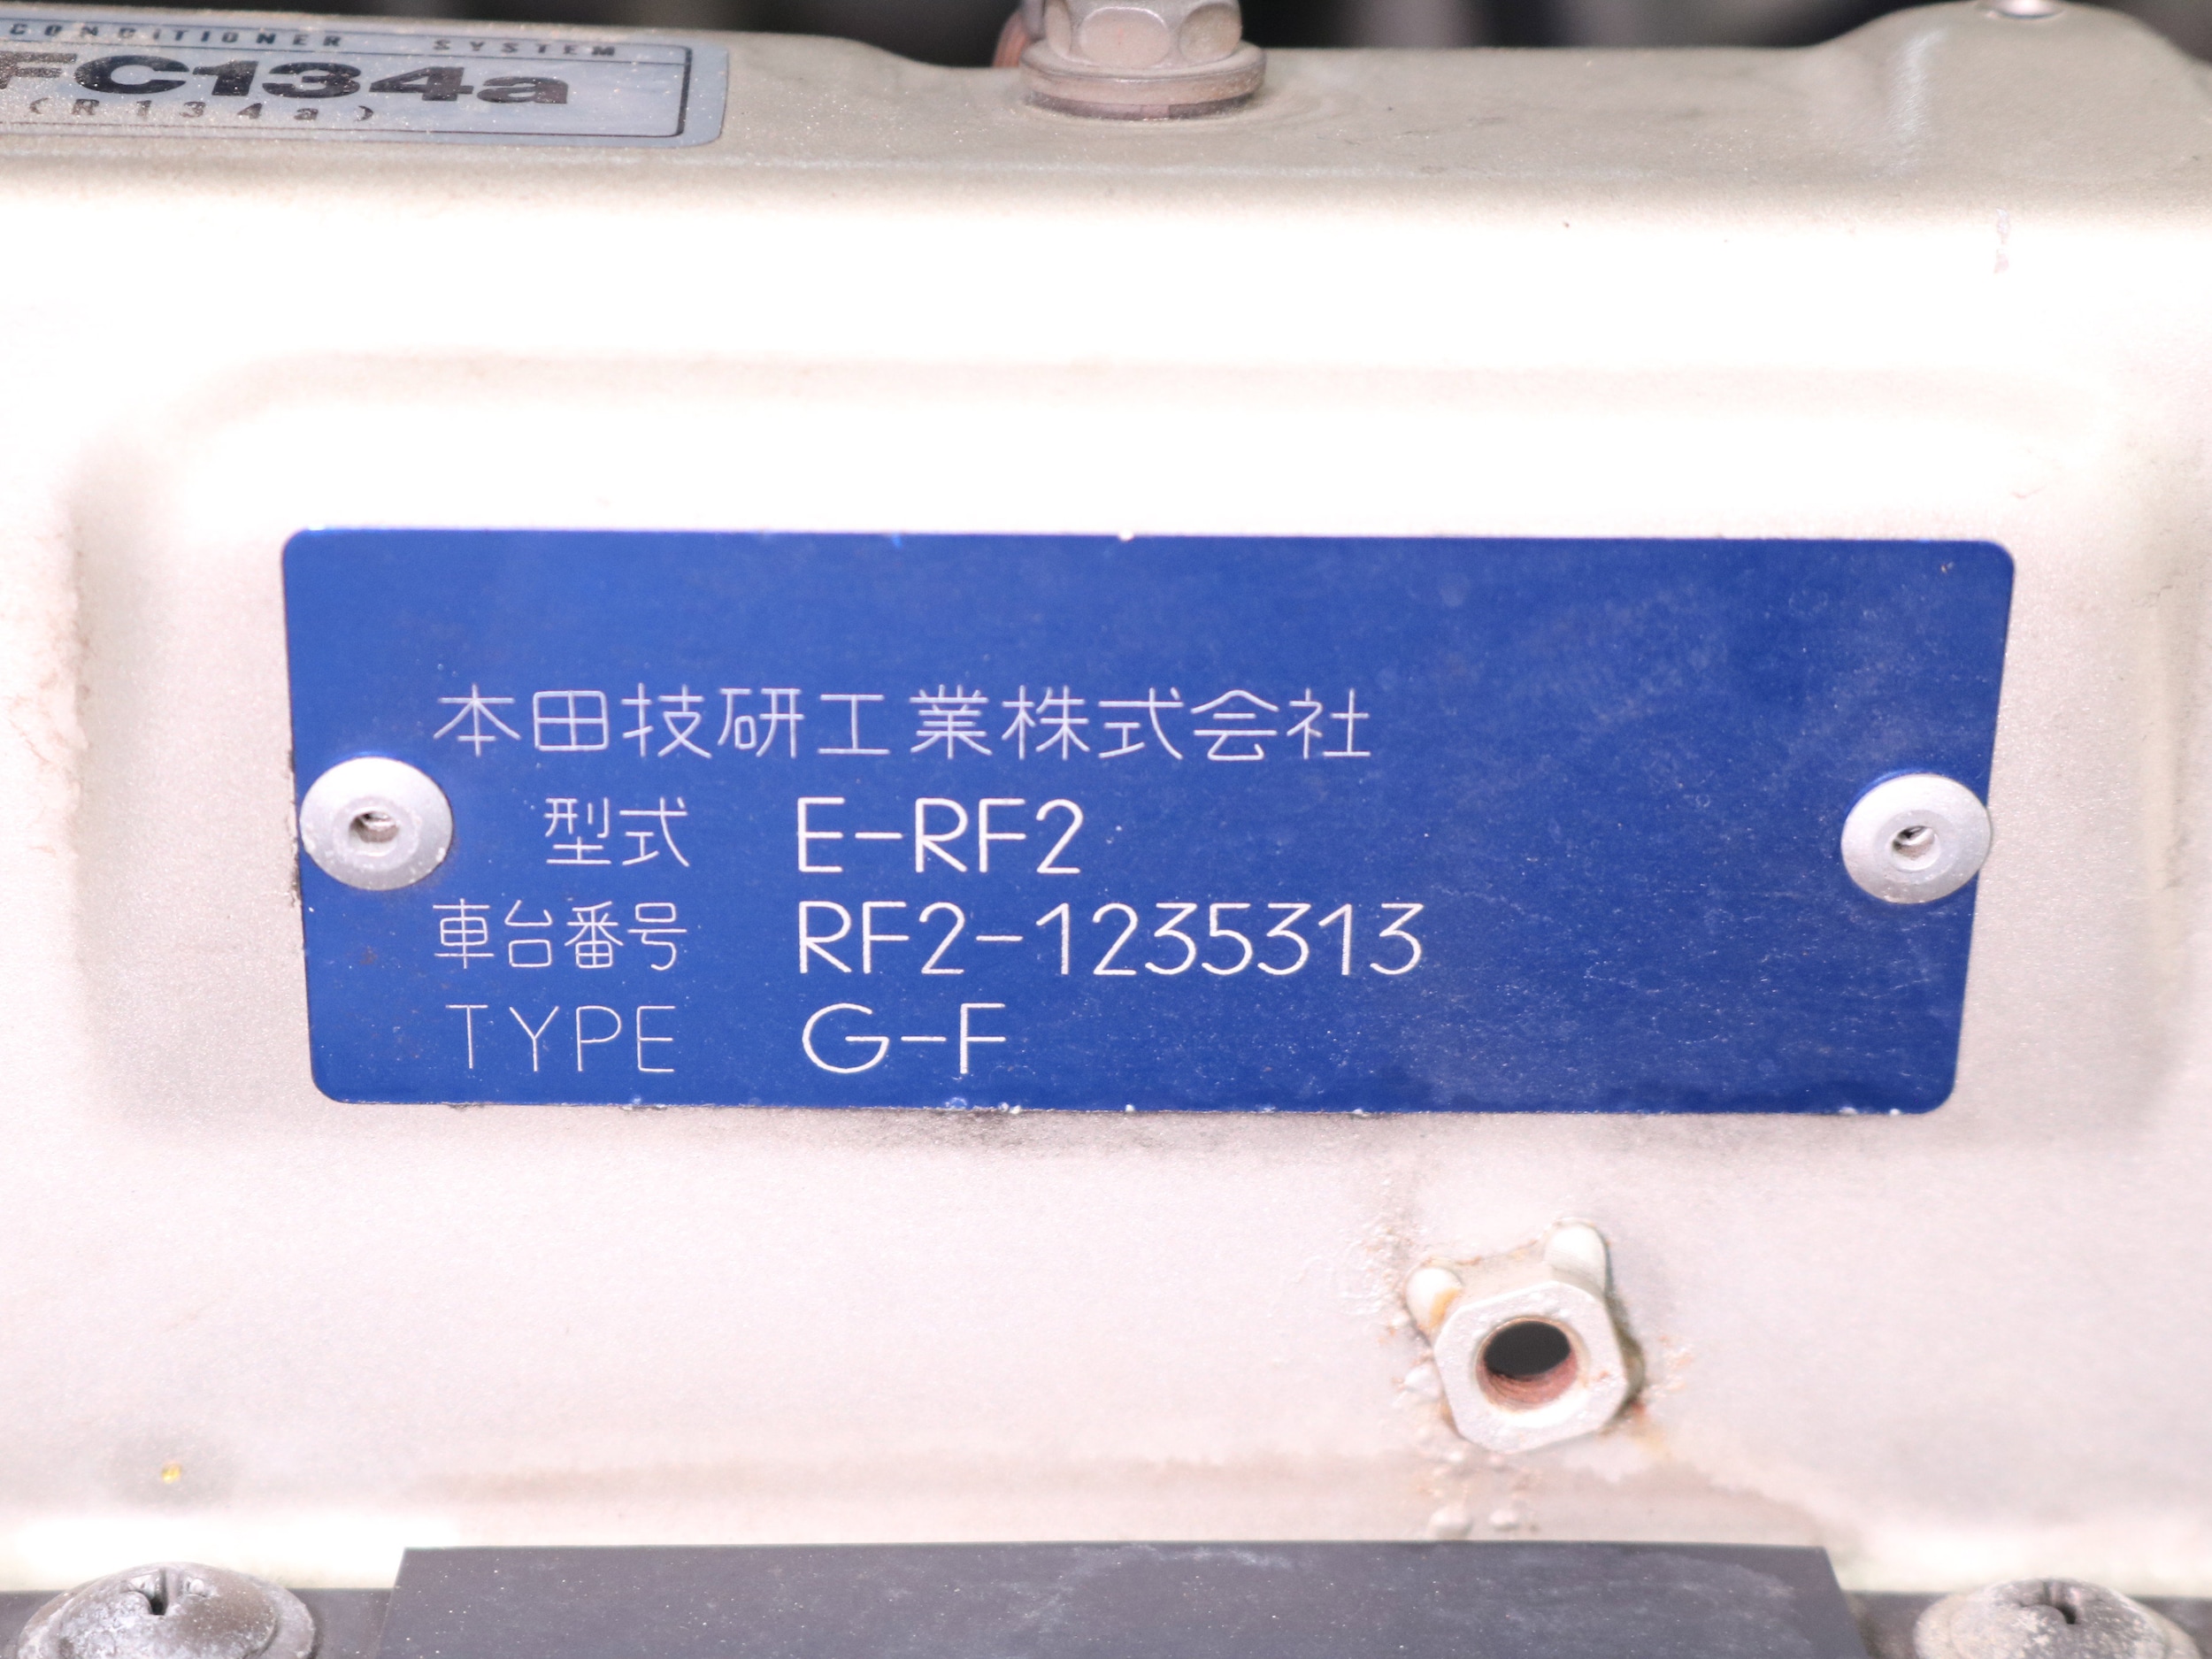 CONDITIONER SYSTEM
FC134a
(R134a)
本田技研工業株式会社
型式 E-RF2
車台番号 RF2-1235313
TYPE G-F